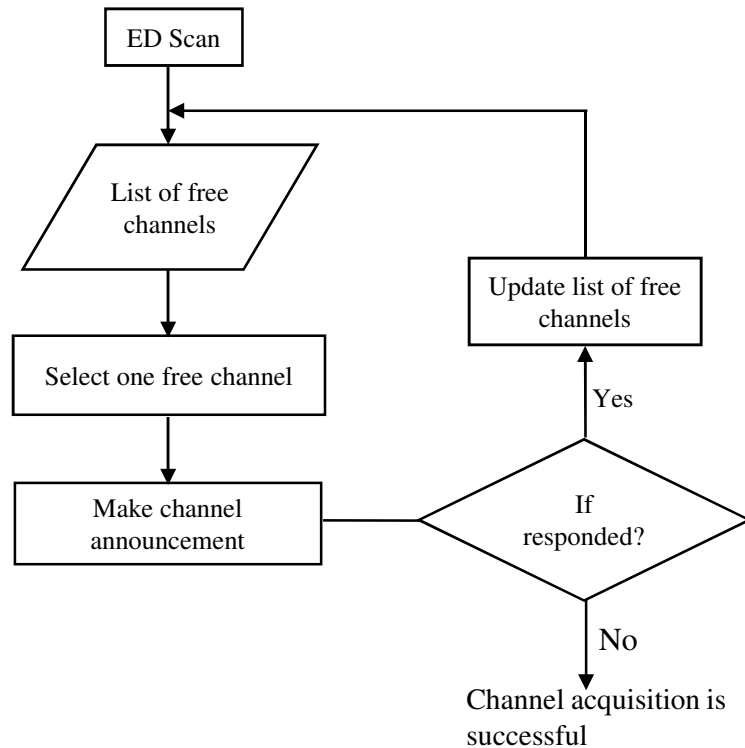 ED Scan
List of free
channels
Select one free channel
Make channel
announcement
If
responded?
Yes
Update list of free
channels
No
Channel acquisition is
successful